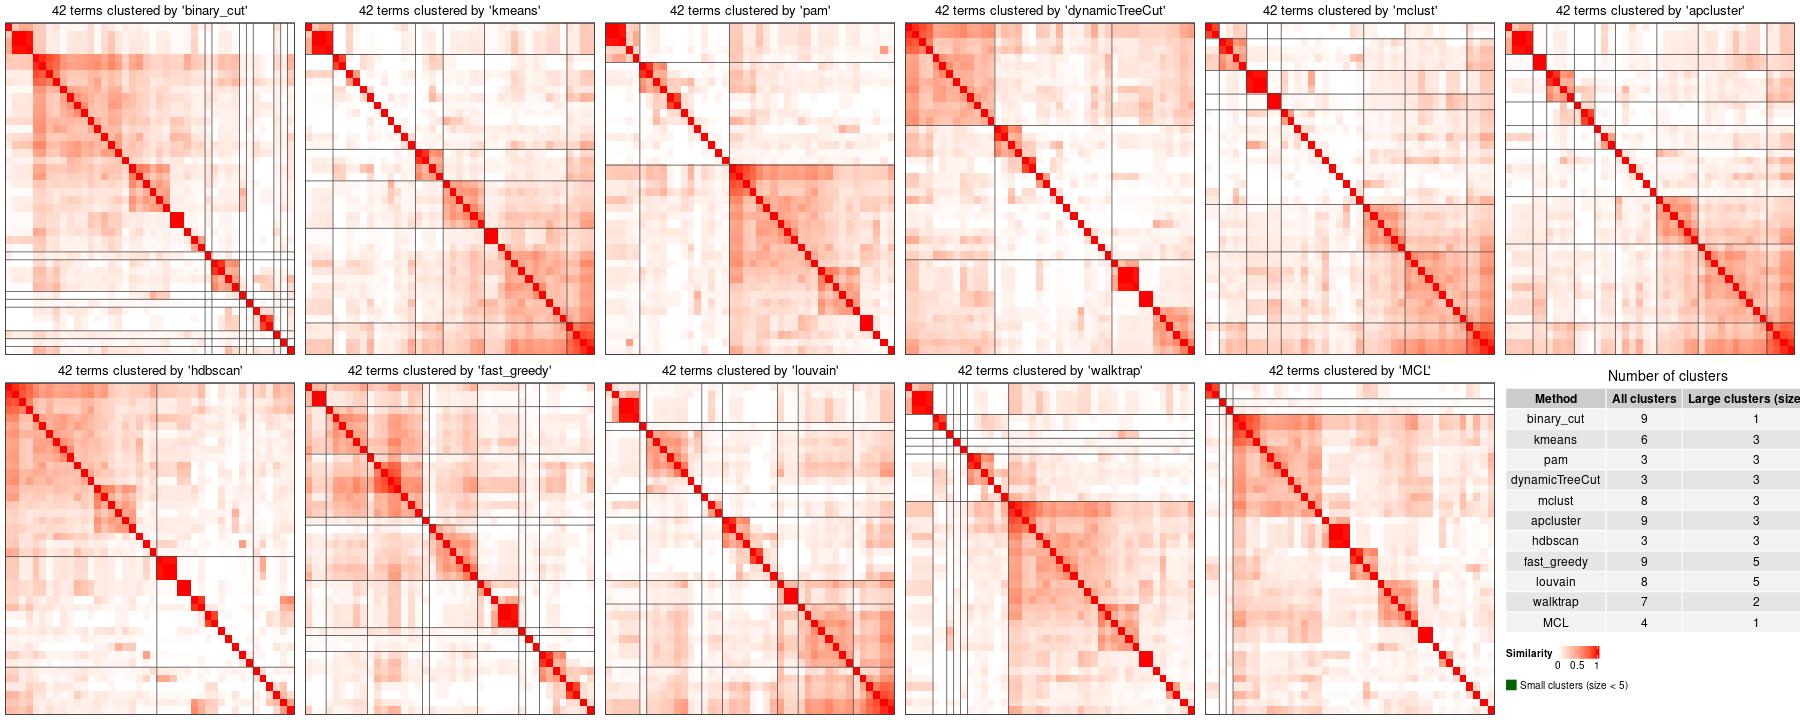 42 terms clustered by 'binary_cut'
42 terms clustered by 'kmeans'
42 terms clustered by 'pam'
42 terms clustered by 'dynamicTreeCut'
42 terms clustered by 'mclust'
42 terms clustered by 'apcluster'
42 terms clustered by 'hdbscan'
42 terms clustered by 'fast_greedy'
42 terms clustered by 'louvain'
42 terms clustered by 'walktrap'
42 terms clustered by 'MCL'
Number of clusters
Method All clusters Large clusters (size
binary_cut 9 1
kmeans 6 3
pam 3 3
dynamicTreeCut 3 3
mclust 8 3
apcluster 9 3
hdbscan 3 3
fast_greedy 9 5
louvain 8 5
walktrap 7 2
MCL 4 1
Similarity
0 0.5 1
Small clusters (size < 5)